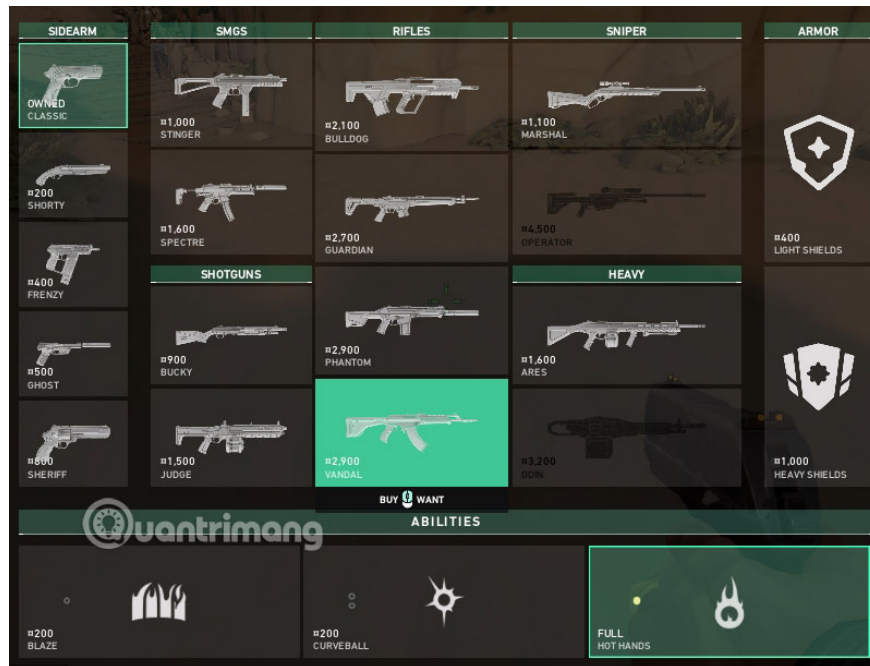 SIDEARM
SMGS
RIFLES
SNIPER
ARMOR
OWNED
CLASSIC
¤1,000
STINGER
¤2,100
BULLDOG
¤1,100
MARSHAL
¤200
SHORTY
¤1,600
SPECTRE
¤2,700
GUARDIAN
¤4,500
OPERATOR
¤400
LIGHT SHIELDS
¤400
FRENZY
SHOTGUNS
HEAVY
¤500
GHOST
¤900
BUCKY
¤2,900
PHANTOM
¤1,600
ARES
¤800
SHERIFF
¤1,500
JUDGE
¤2,900
VANDAL
¤3,200
ODIN
¤1,000
HEAVY SHIELDS
BUY WANT
ABILITIES
Quantrimang
¤200
BLAZE
¤200
CURVEBALL
FULL
HOT HANDS